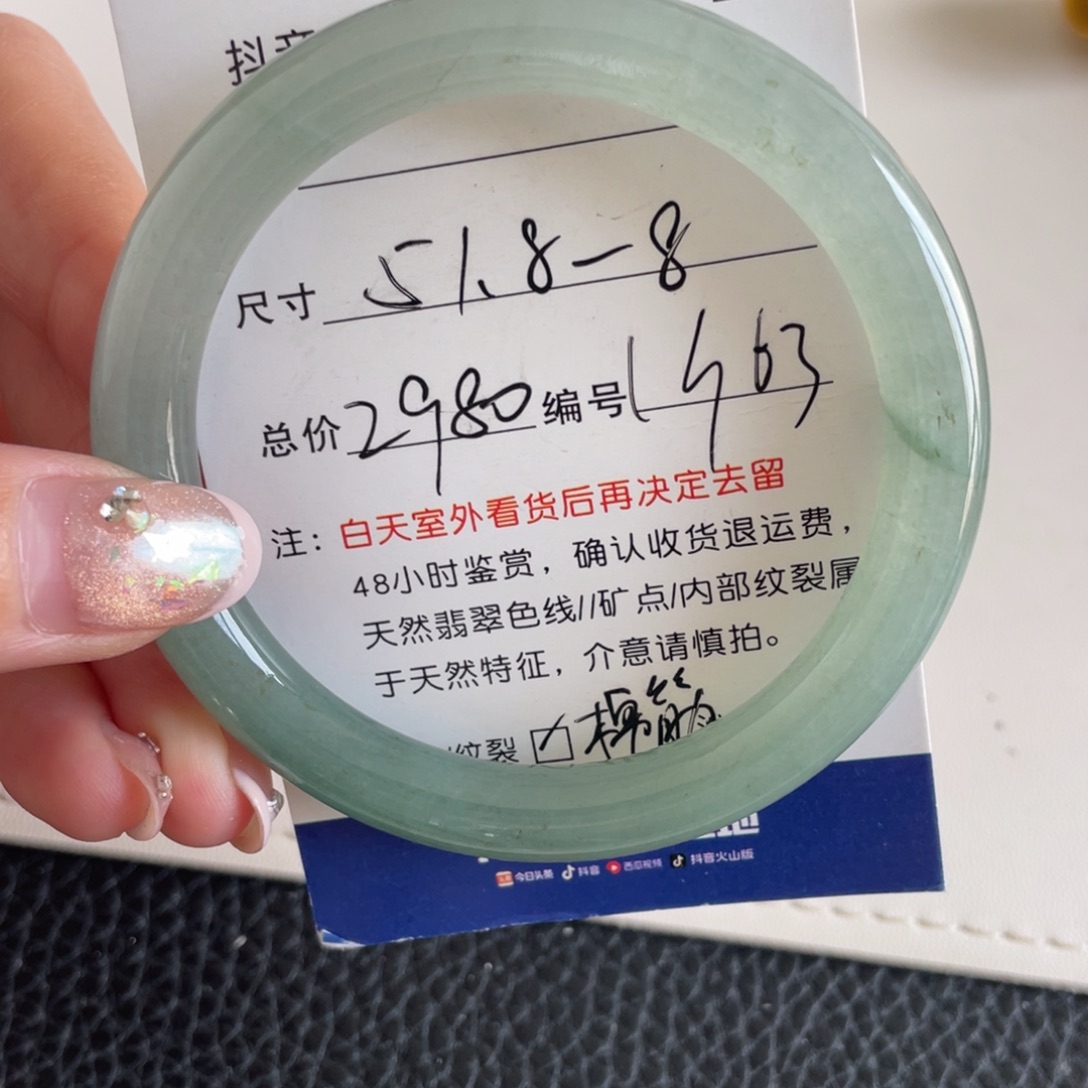 抖音
尺寸 51.8-8
总价 2980 编号 1963
注：白天室外看货后再决定去留
48小时鉴赏，确认收货退运费，
天然翡翠色线//矿点/内部纹裂属
于天然特征，介意请慎拍。
纹裂 ☑ 棉筋
今日头条 抖音 西瓜视频 抖音火山版